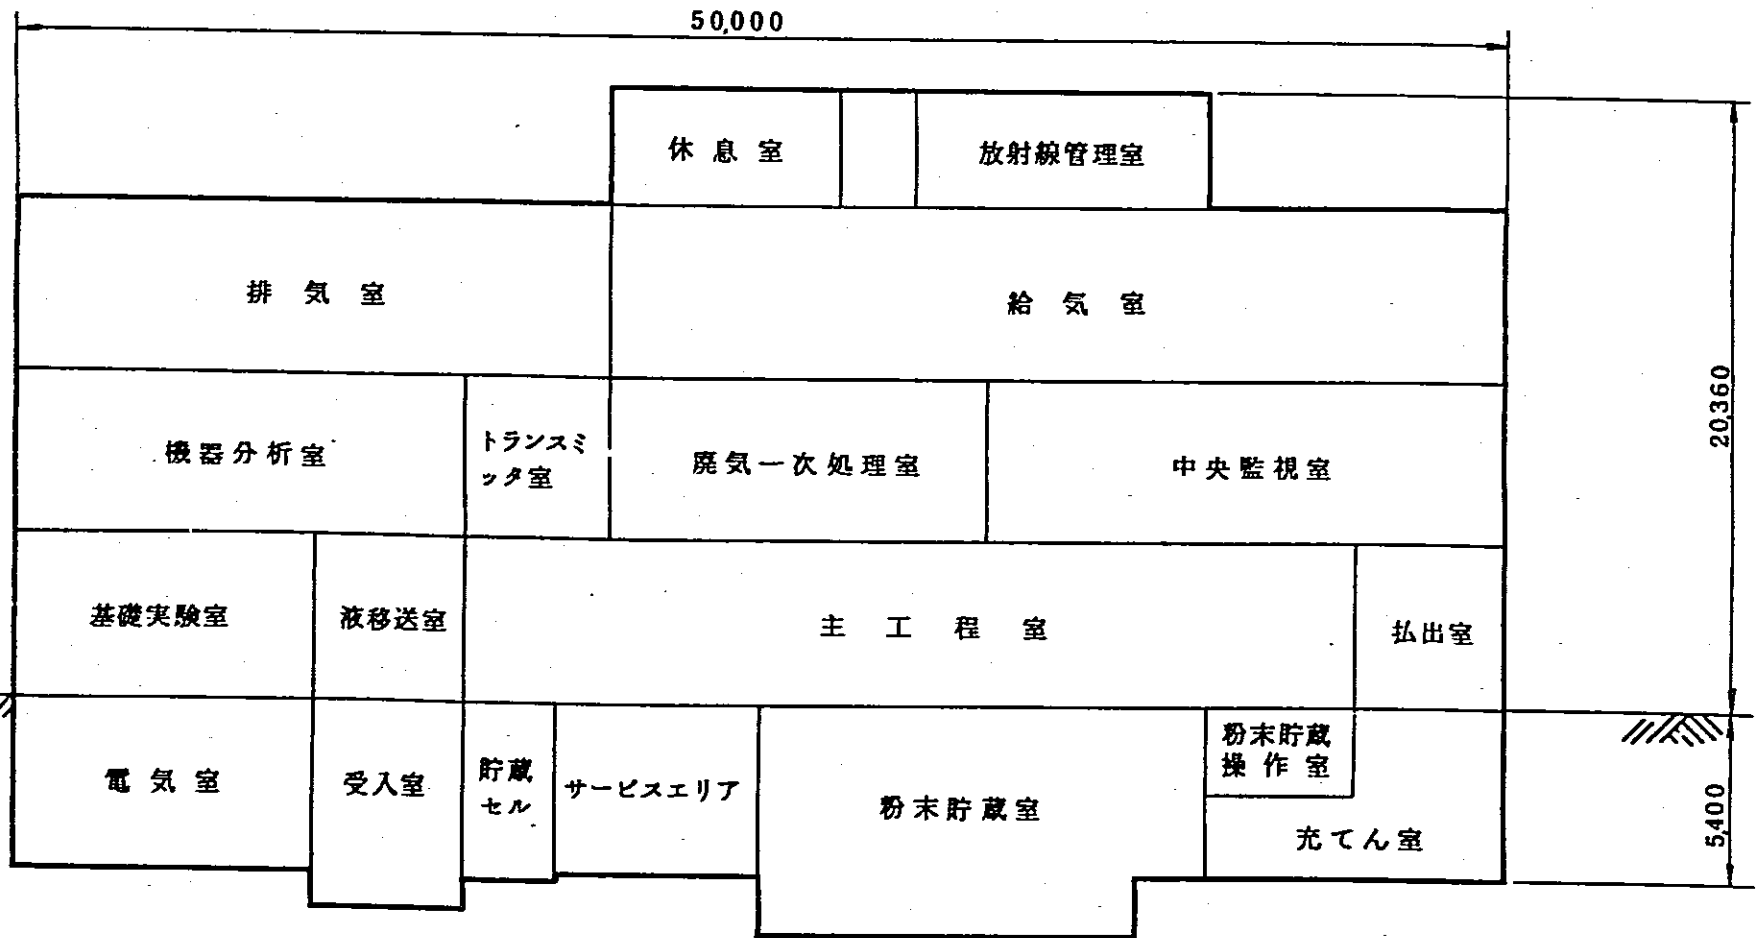 50,000
休息室
放射線管理室
排気室
給気室
20,360
機器分析室
トランスミ
ッタ室
廃気一次処理室
中央監視室
基礎実験室
液移送室
主工程室
払出室
電気室
受入室
貯蔵
セル
サービスエリア
粉末貯蔵室
粉末貯蔵
操作室
充てん室
5,400